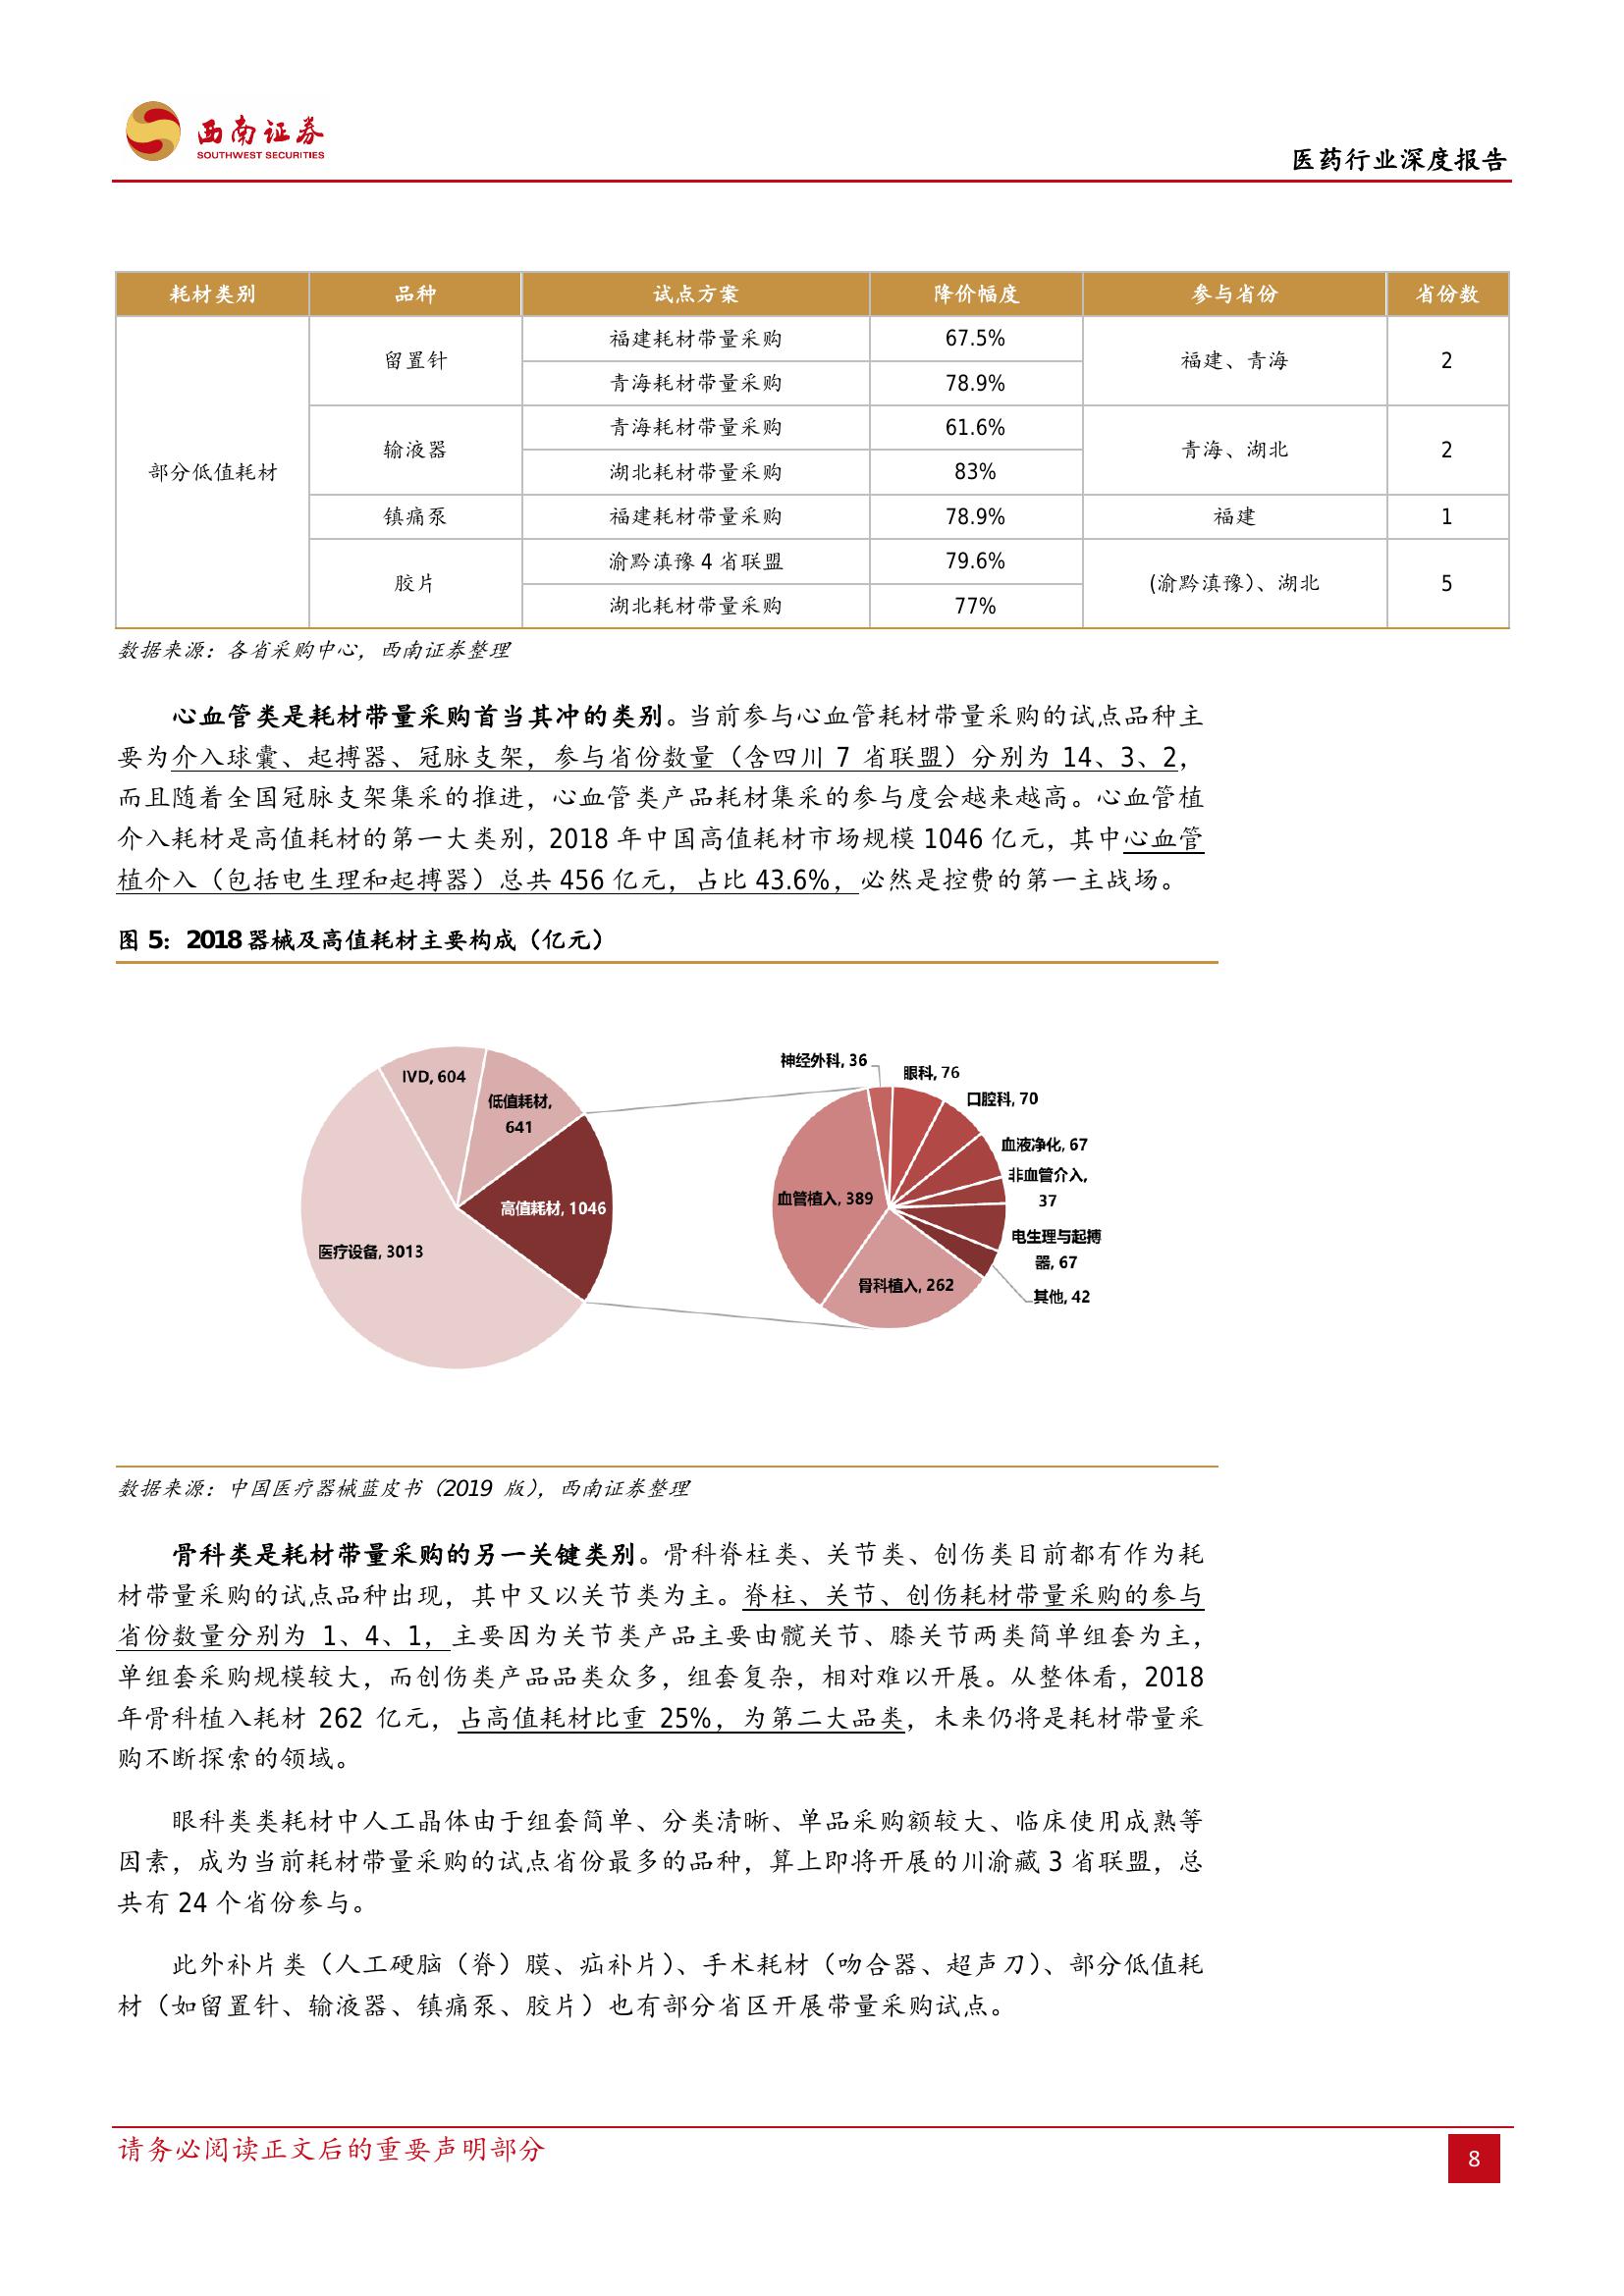 西南证券
SOUTHWEST SECURITIES
医药行业深度报告
耗材类别 品种 试点方案 降价幅度 参与省份 省份数
部分低值耗材
留置针 福建耗材带量采购 67.5% 福建、青海 2
青海耗材带量采购 78.9%
输液器 青海耗材带量采购 61.6% 青海、湖北 2
湖北耗材带量采购 83%
镇痛泵 福建耗材带量采购 78.9% 福建 1
胶片 渝黔滇豫 4 省联盟 79.6% (渝黔滇豫)、湖北 5
湖北耗材带量采购 77%
数据来源：各省采购中心，西南证券整理
心血管类是耗材带量采购首当其冲的类别。当前参与心血管耗材带量采购的试点品种主
要为介入球囊、起搏器、冠脉支架，参与省份数量（含四川 7 省联盟）分别为 14、3、2，
而且随着全国冠脉支架集采的推进，心血管类产品耗材集采的参与度会越来越高。心血管植
介入耗材是高值耗材的第一大类别，2018 年中国高值耗材市场规模 1046 亿元，其中心血管
植介入（包括电生理和起搏器）总共 456 亿元，占比 43.6%，必然是控费的第一主战场。
图 5：2018 器械及高值耗材主要构成（亿元）
IVD, 604
低值耗材,
641
高值耗材, 1046
医疗设备, 3013
神经外科, 36
眼科, 76
口腔科, 70
血液净化, 67
非血管介入,
37
电生理与起搏
器, 67
其他, 42
血管植入, 389
骨科植入, 262
数据来源：中国医疗器械蓝皮书（2019 版），西南证券整理
骨科类是耗材带量采购的另一关键类别。骨科脊柱类、关节类、创伤类目前都有作为耗
材带量采购的试点品种出现，其中又以关节类为主。脊柱、关节、创伤耗材带量采购的参与
省份数量分别为 1、4、1，主要因为关节类产品主要由髋关节、膝关节两类简单组套为主，
单组套采购规模较大，而创伤类产品品类众多，组套复杂，相对难以开展。从整体看，2018
年骨科植入耗材 262 亿元，占高值耗材比重 25%，为第二大品类，未来仍将是耗材带量采
购不断探索的领域。
眼科类类耗材中人工晶体由于组套简单、分类清晰、单品采购额较大、临床使用成熟等
因素，成为当前耗材带量采购的试点省份最多的品种，算上即将开展的川渝藏 3 省联盟，总
共有 24 个省份参与。
此外补片类（人工硬脑（脊）膜、疝补片）、手术耗材（吻合器、超声刀）、部分低值耗
材（如留置针、输液器、镇痛泵、胶片）也有部分省区开展带量采购试点。
请务必阅读正文后的重要声明部分
8